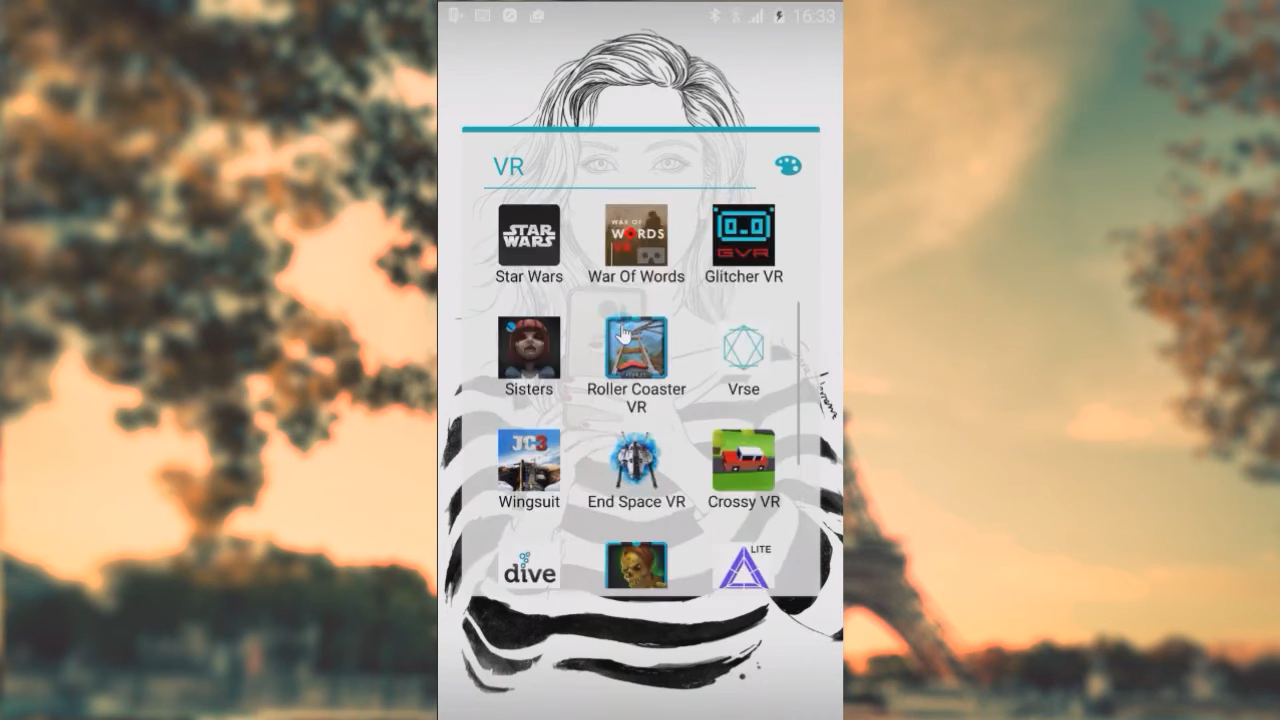 16:33
VR
STAR
WARS
WAR OF
WORDS
GVR
Star Wars
War Of Words
Glitcher VR
Sisters
Roller Coaster
VR
Vrse
JC3
Wingsuit
End Space VR
Crossy VR
dive
LITE